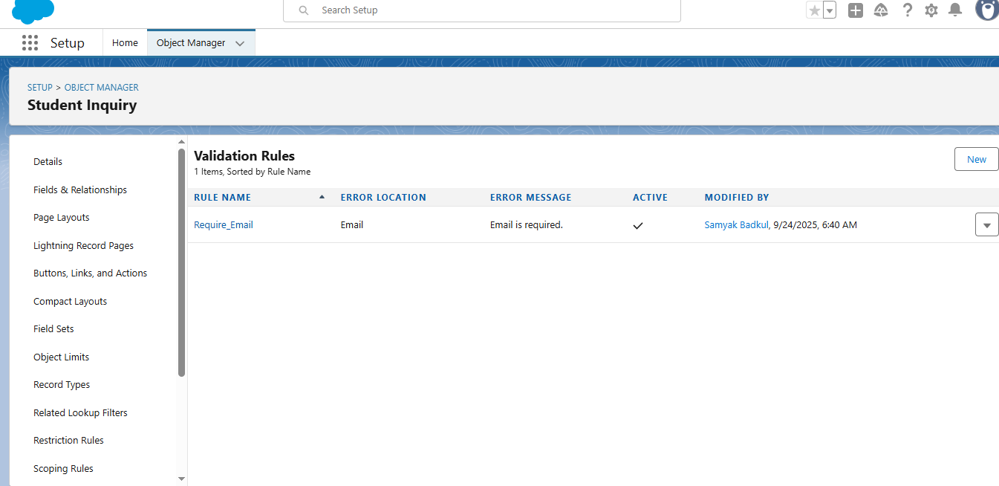 Search Setup
Setup Home Object Manager
SETUP > OBJECT MANAGER
Student Inquiry
Details
Fields & Relationships
Page Layouts
Lightning Record Pages
Buttons, Links, and Actions
Compact Layouts
Field Sets
Object Limits
Record Types
Related Lookup Filters
Restriction Rules
Scoping Rules
Validation Rules
1 Items, Sorted by Rule Name
New
RULE NAME ERROR LOCATION ERROR MESSAGE ACTIVE MODIFIED BY
Require_Email Email Email is required. Samyak Badkul, 9/24/2025, 6:40 AM